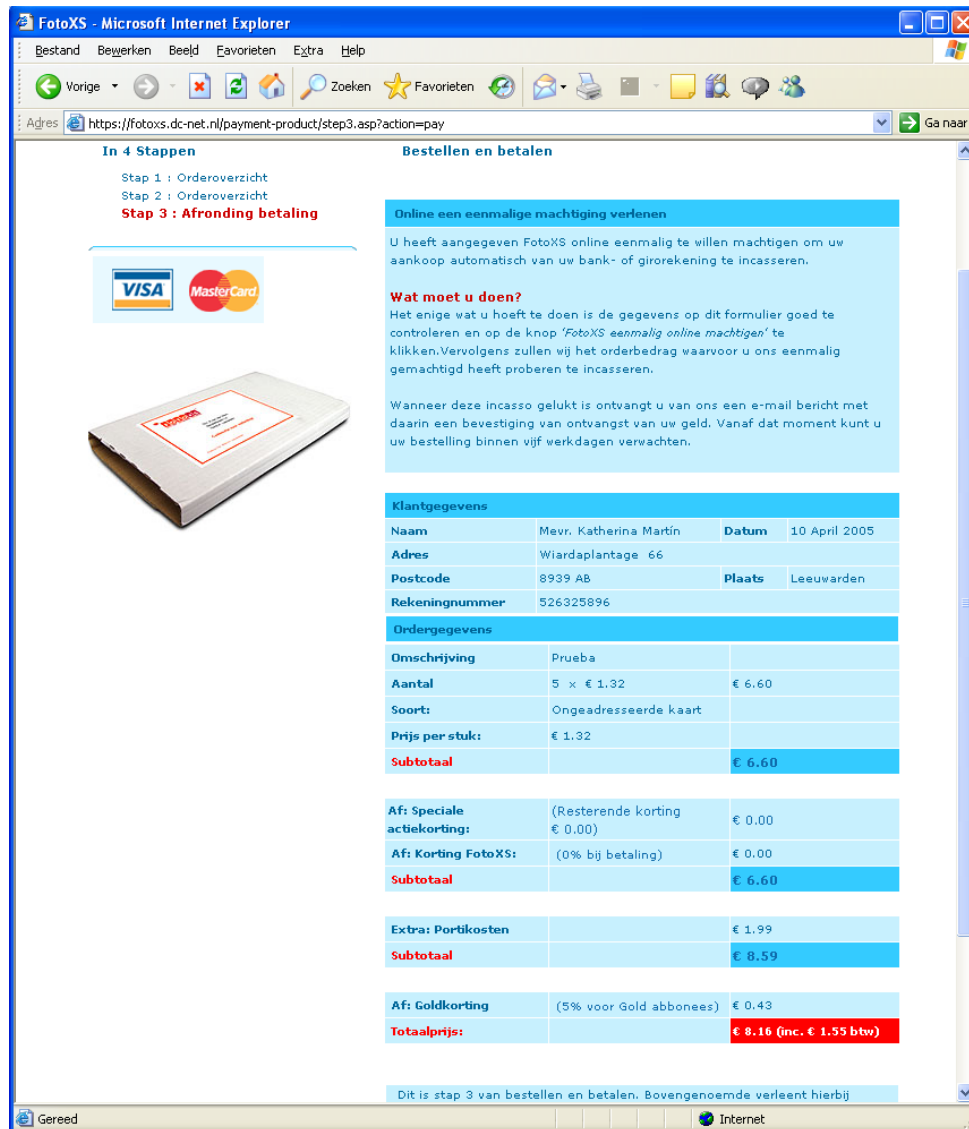 FotoXS - Microsoft Internet Explorer
Bestand Bewerken Beeld Favorieten Extra Help
Vorige Zoeken Favorieten
Adres https://fotoxs.dc-net.nl/payment-product/step3.asp?action=pay Ga naar
In 4 Stappen
Stap 1 : Orderoverzicht
Stap 2 : Orderoverzicht
Stap 3 : Afronding betaling
VISA MasterCard
Bestellen en betalen
Online een eenmalige machtiging verlenen
U heeft aangegeven FotoXS online eenmalig te willen machtigen om uw
aankoop automatisch van uw bank- of girorekening te incasseren.
Wat moet u doen?
Het enige wat u hoeft te doen is de gegevens op dit formulier goed te
controleren en op de knop 'FotoXS eenmalig online machtigen' te
klikken.Vervolgens zullen wij het orderbedrag waarvoor u ons eenmalig
gemachtigd heeft proberen te incasseren.
Wanneer deze incasso gelukt is ontvangt u van ons een e-mail bericht met
daarin een bevestiging van ontvangst van uw geld. Vanaf dat moment kunt u
uw bestelling binnen vijf werkdagen verwachten.
Klantgegevens
Naam Mevr. Katherina Martín Datum 10 April 2005
Adres Wiardaplantage 66
Postcode 8939 AB Plaats Leeuwarden
Rekeningnummer 526325896
Ordergegevens
Omschrijving Prueba
Aantal 5 x € 1.32 € 6.60
Soort: Ongeadresseerde kaart
Prijs per stuk: € 1.32
Subtotaal € 6.60
Af: Speciale (Resterende korting
actiekorting: € 0.00) € 0.00
Af: Korting FotoXS: (0% bij betaling) € 0.00
Subtotaal € 6.60
Extra: Portikosten € 1.99
Subtotaal € 8.59
Af: Goldkorting (5% voor Gold abbonees) € 0.43
Totaalprijs: € 8.16 (inc. € 1.55 btw)
Dit is stap 3 van bestellen en betalen. Bovengenoemde verleent hierbij
Gereed Internet